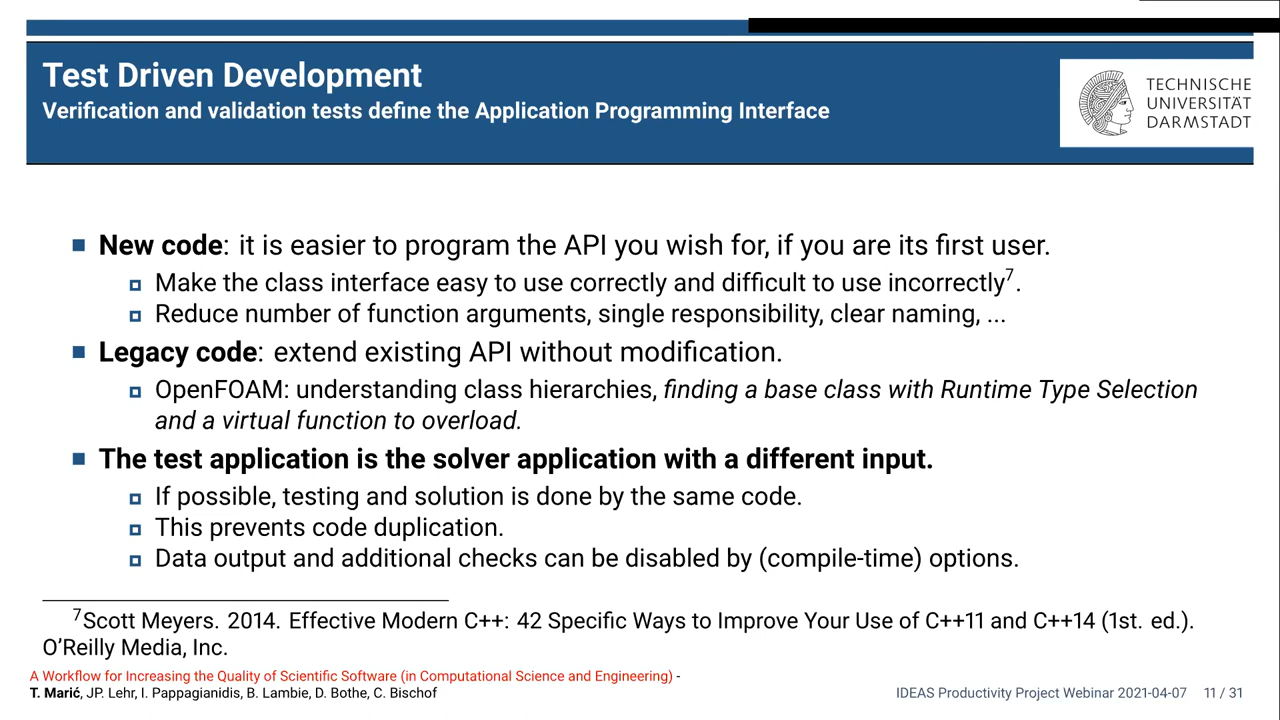 Test Driven Development
Verification and validation tests define the Application Programming Interface
TECHNISCHE
UNIVERSITÄT
DARMSTADT
New code: it is easier to program the API you wish for, if you are its first user.
Make the class interface easy to use correctly and difficult to use incorrectly7.
Reduce number of function arguments, single responsibility, clear naming, ...
Legacy code: extend existing API without modification.
OpenFOAM: understanding class hierarchies, finding a base class with Runtime Type Selection
and a virtual function to overload.
The test application is the solver application with a different input.
If possible, testing and solution is done by the same code.
This prevents code duplication.
Data output and additional checks can be disabled by (compile-time) options.
7Scott Meyers. 2014. Effective Modern C++: 42 Specific Ways to Improve Your Use of C++11 and C++14 (1st. ed.).
O'Reilly Media, Inc.
A Workflow for Increasing the Quality of Scientific Software (in Computational Science and Engineering) -
T. Marić, JP. Lehr, I. Pappagianidis, B. Lambie, D. Bothe, C. Bischof
IDEAS Productivity Project Webinar 2021-04-07 11 / 31